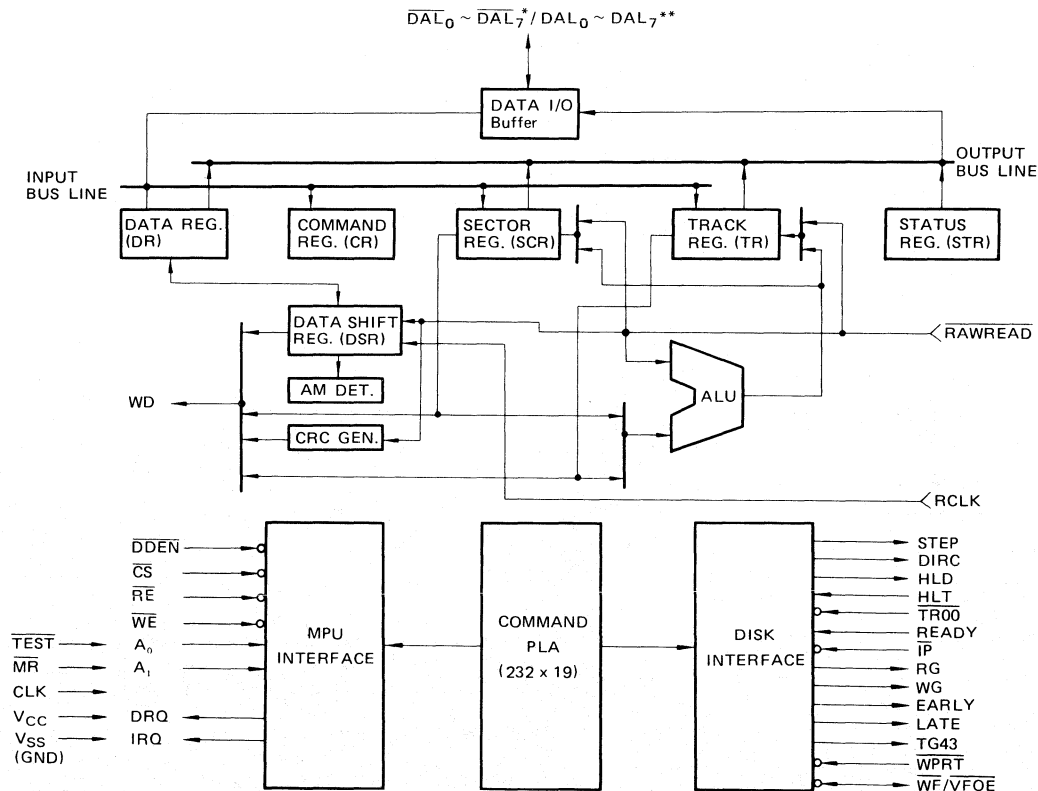 DAL0 ~ DAL7* / DAL0 ~ DAL7**
DATA I/O
Buffer
INPUT
BUS LINE
OUTPUT
BUS LINE
DATA REG.
(DR)
COMMAND
REG. (CR)
SECTOR
REG. (SCR)
TRACK
REG. (TR)
STATUS
REG. (STR)
DATA SHIFT
REG. (DSR)
RAWREAD
AM DET.
ALU
WD
CRC GEN.
RCLK
DDEN
CS
RE
WE
TEST
A0
MR
A1
CLK
VCC
DRQ
VSS
IRQ
(GND)
MPU
INTERFACE
COMMAND
PLA
(232 x 19)
DISK
INTERFACE
STEP
DIRC
HLD
HLT
TR00
READY
IP
RG
WG
EARLY
LATE
TG43
WPRT
WF/VFOE